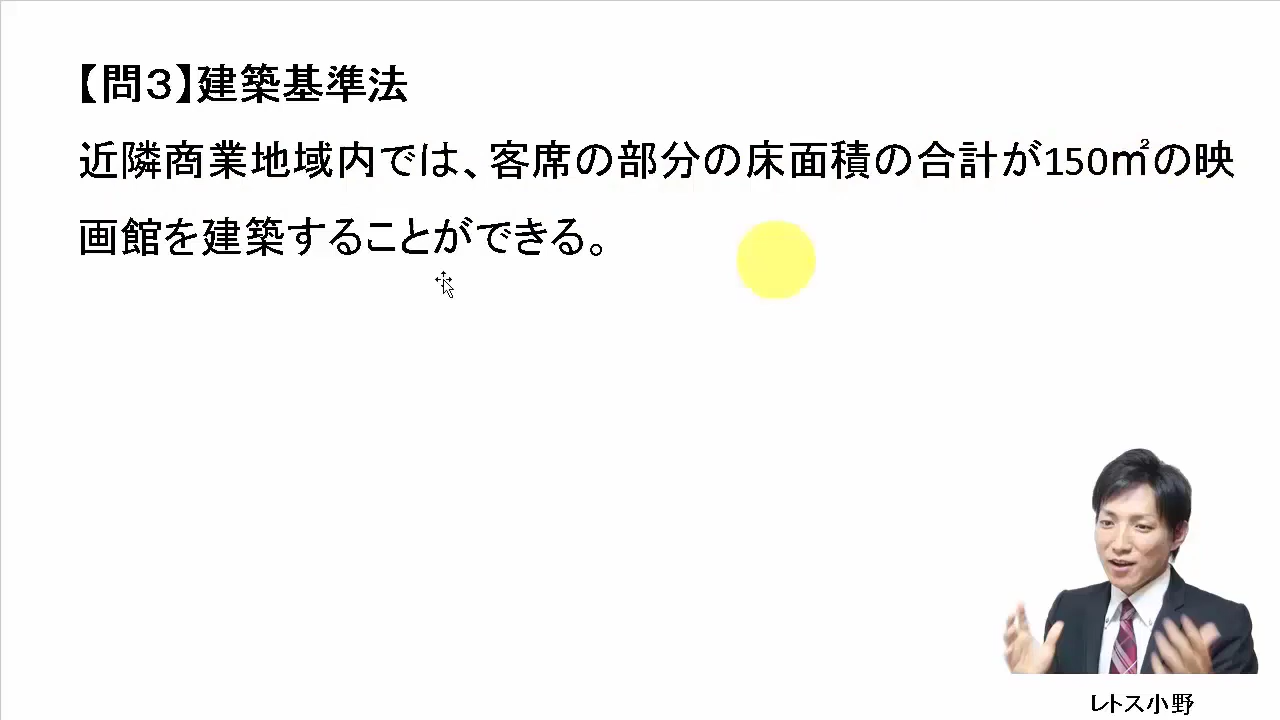 【問３】建築基準法
近隣商業地域内では、客席の部分の床面積の合計が150㎡の映
画館を建築することができる。
レトス小野